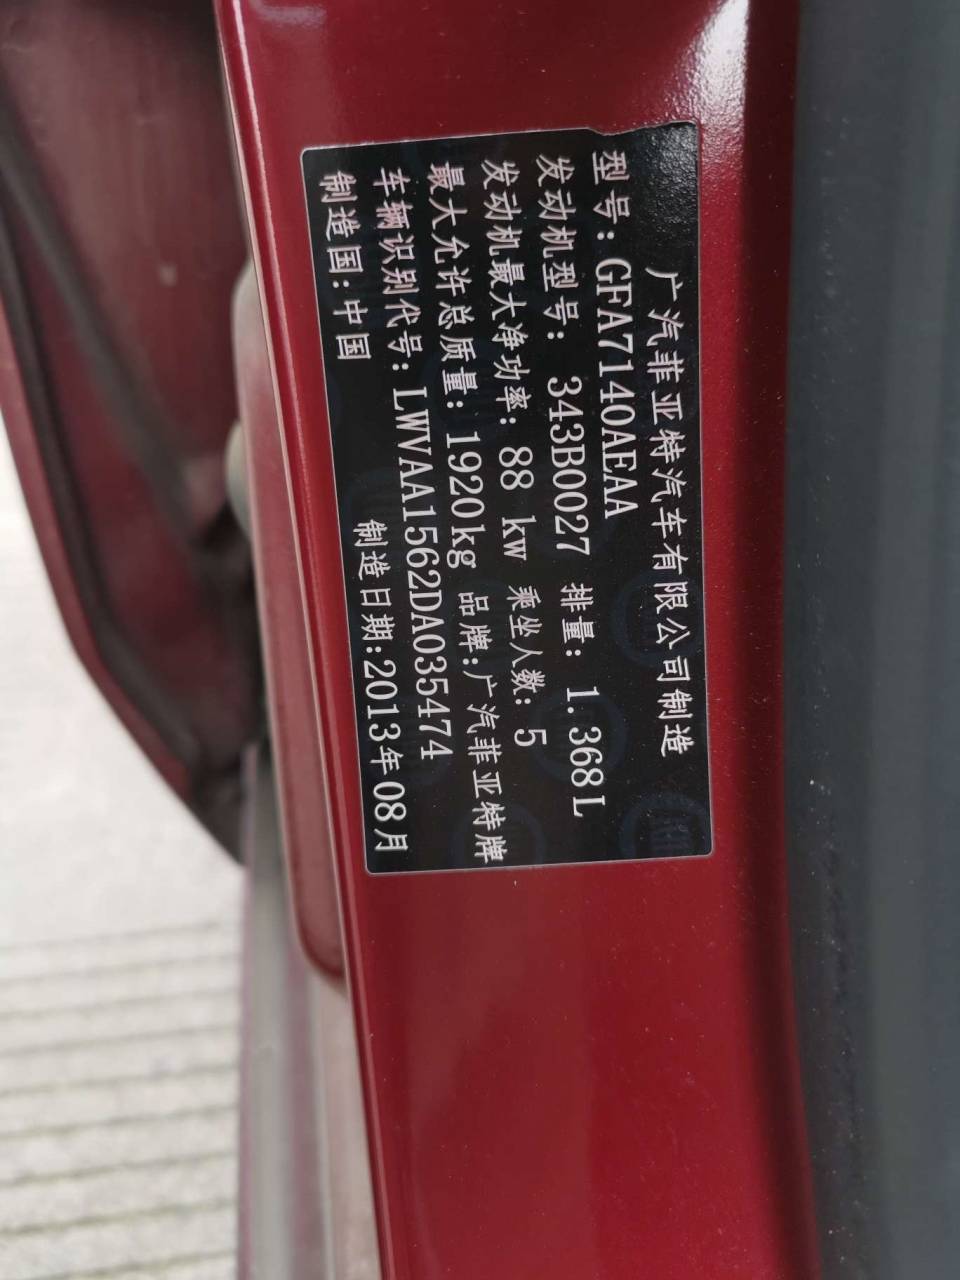 广汽菲亚特汽车有限公司制造
型号:GFA7140AEAA
发动机型号: 343B0027 排量: 1.368L
发动机最大净功率: 88 kw 乘坐人数: 5
最大允许总质量: 1920kg 品牌:广汽菲亚特牌
车辆识别代号: LWVAA1562DA035474
制造国:中国 制造日期:2013年08月